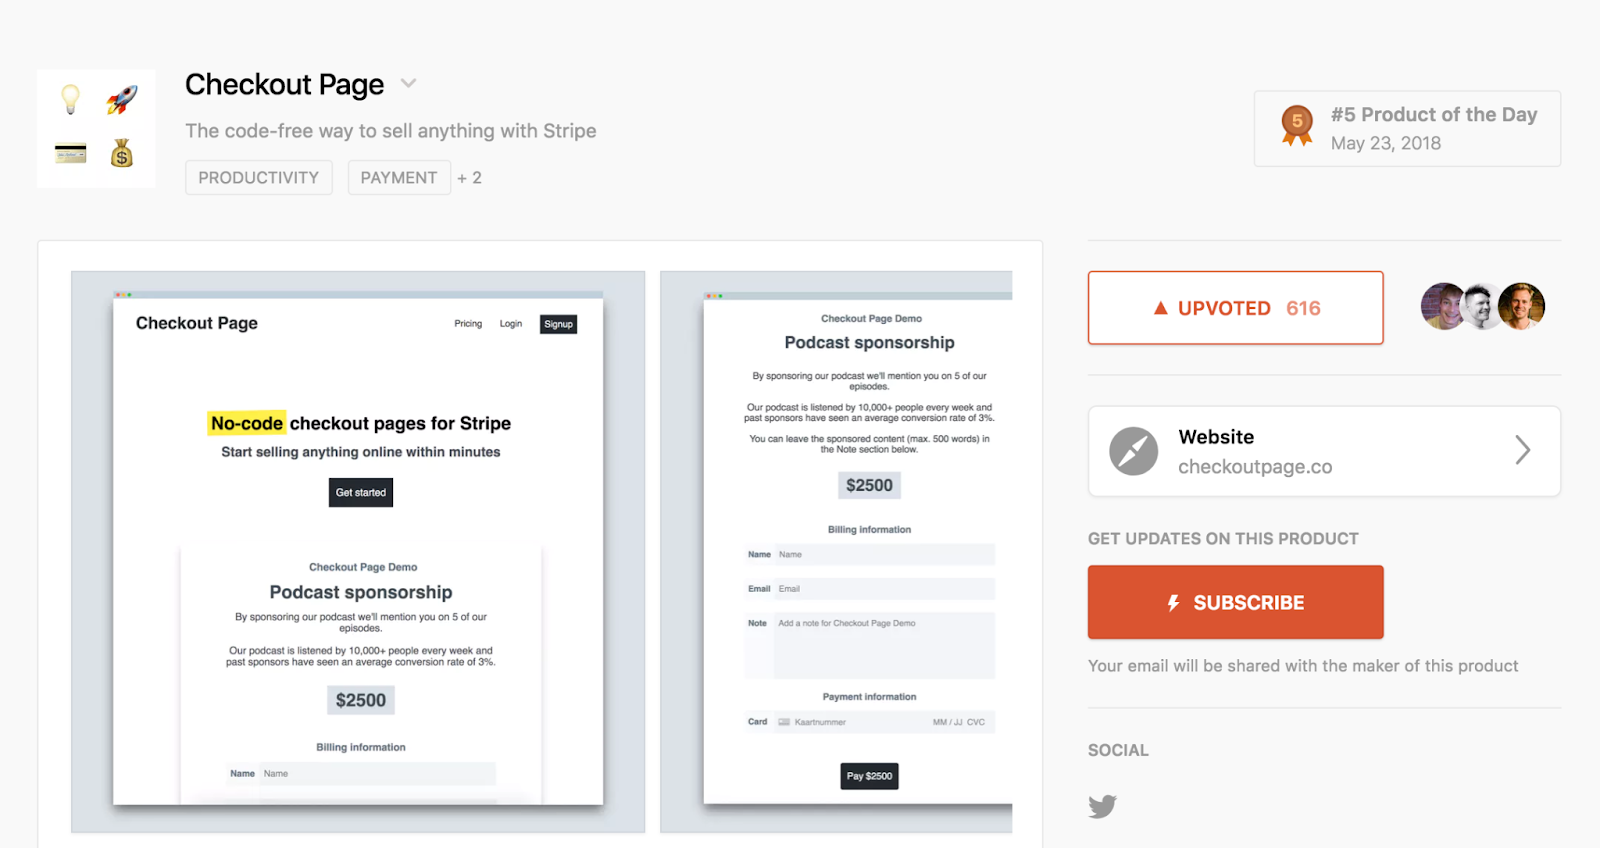 Checkout Page
The code-free way to sell anything with Stripe
PRODUCTIVITY PAYMENT + 2
5
#5 Product of the Day
May 23, 2018
Checkout Page
Pricing Login Signup
No-code checkout pages for Stripe
Start selling anything online within minutes
Get started
Checkout Page Demo
Podcast sponsorship
By sponsoring our podcast we'll mention you on 5 of our
episodes.
Our podcast is listened by 10,000+ people every week and
past sponsors have seen an average conversion rate of 3%.
$2500
Billing information
Name Name
Checkout Page Demo
Podcast sponsorship
By sponsoring our podcast we'll mention you on 5 of our
episodes.
Our podcast is listened by 10,000+ people every week and
past sponsors have seen an average conversion rate of 3%.
You can leave the sponsored content (max. 500 words) in
the Note section below.
$2500
Billing information
Name Name
Email Email
Note Add a note for Checkout Page Demo
Payment information
Card Kaartnummer MM / JJ CVC
Pay $2500
UPVOTED 616
Website
checkoutpage.co
GET UPDATES ON THIS PRODUCT
SUBSCRIBE
Your email will be shared with the maker of this product
SOCIAL